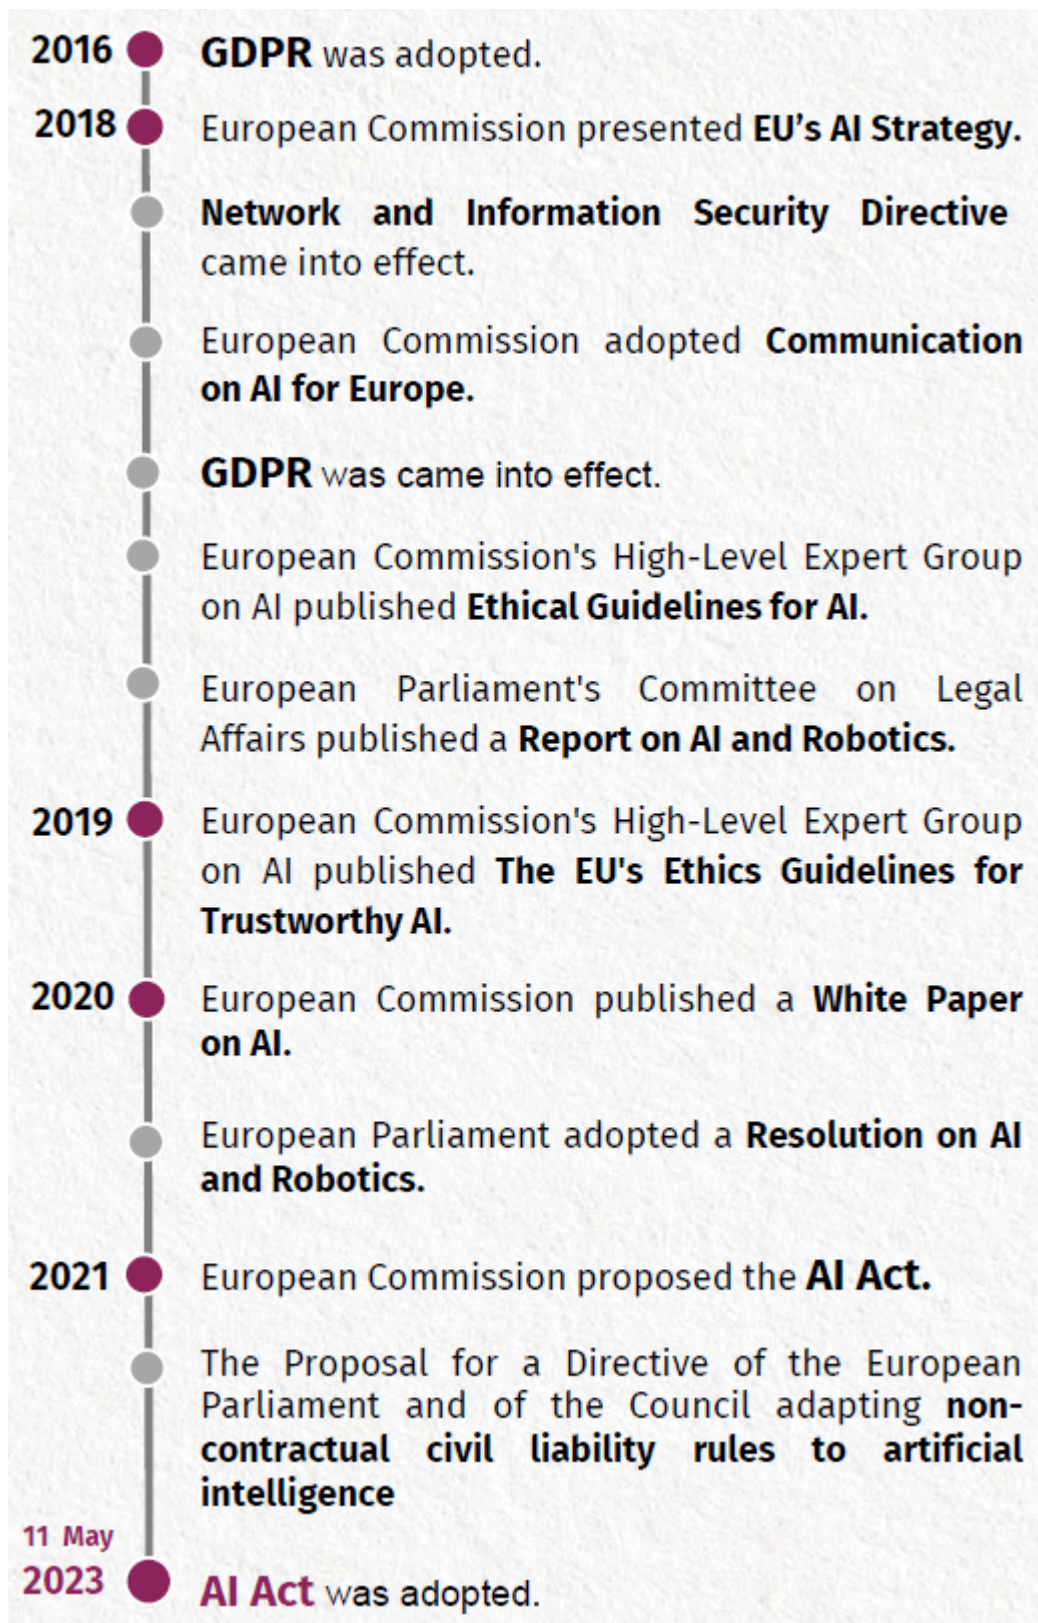 2016 GDPR was adopted.
2018 European Commission presented EU’s AI Strategy.
Network and Information Security Directive
came into effect.
European Commission adopted Communication
on AI for Europe.
GDPR was came into effect.
European Commission's High-Level Expert Group
on AI published Ethical Guidelines for AI.
European Parliament's Committee on Legal
Affairs published a Report on AI and Robotics.
2019 European Commission's High-Level Expert Group
on AI published The EU's Ethics Guidelines for
Trustworthy AI.
2020 European Commission published a White Paper
on AI.
European Parliament adopted a Resolution on AI
and Robotics.
2021 European Commission proposed the AI Act.
The Proposal for a Directive of the European
Parliament and of the Council adapting non-
contractual civil liability rules to artificial
intelligence
11 May
2023 AI Act was adopted.